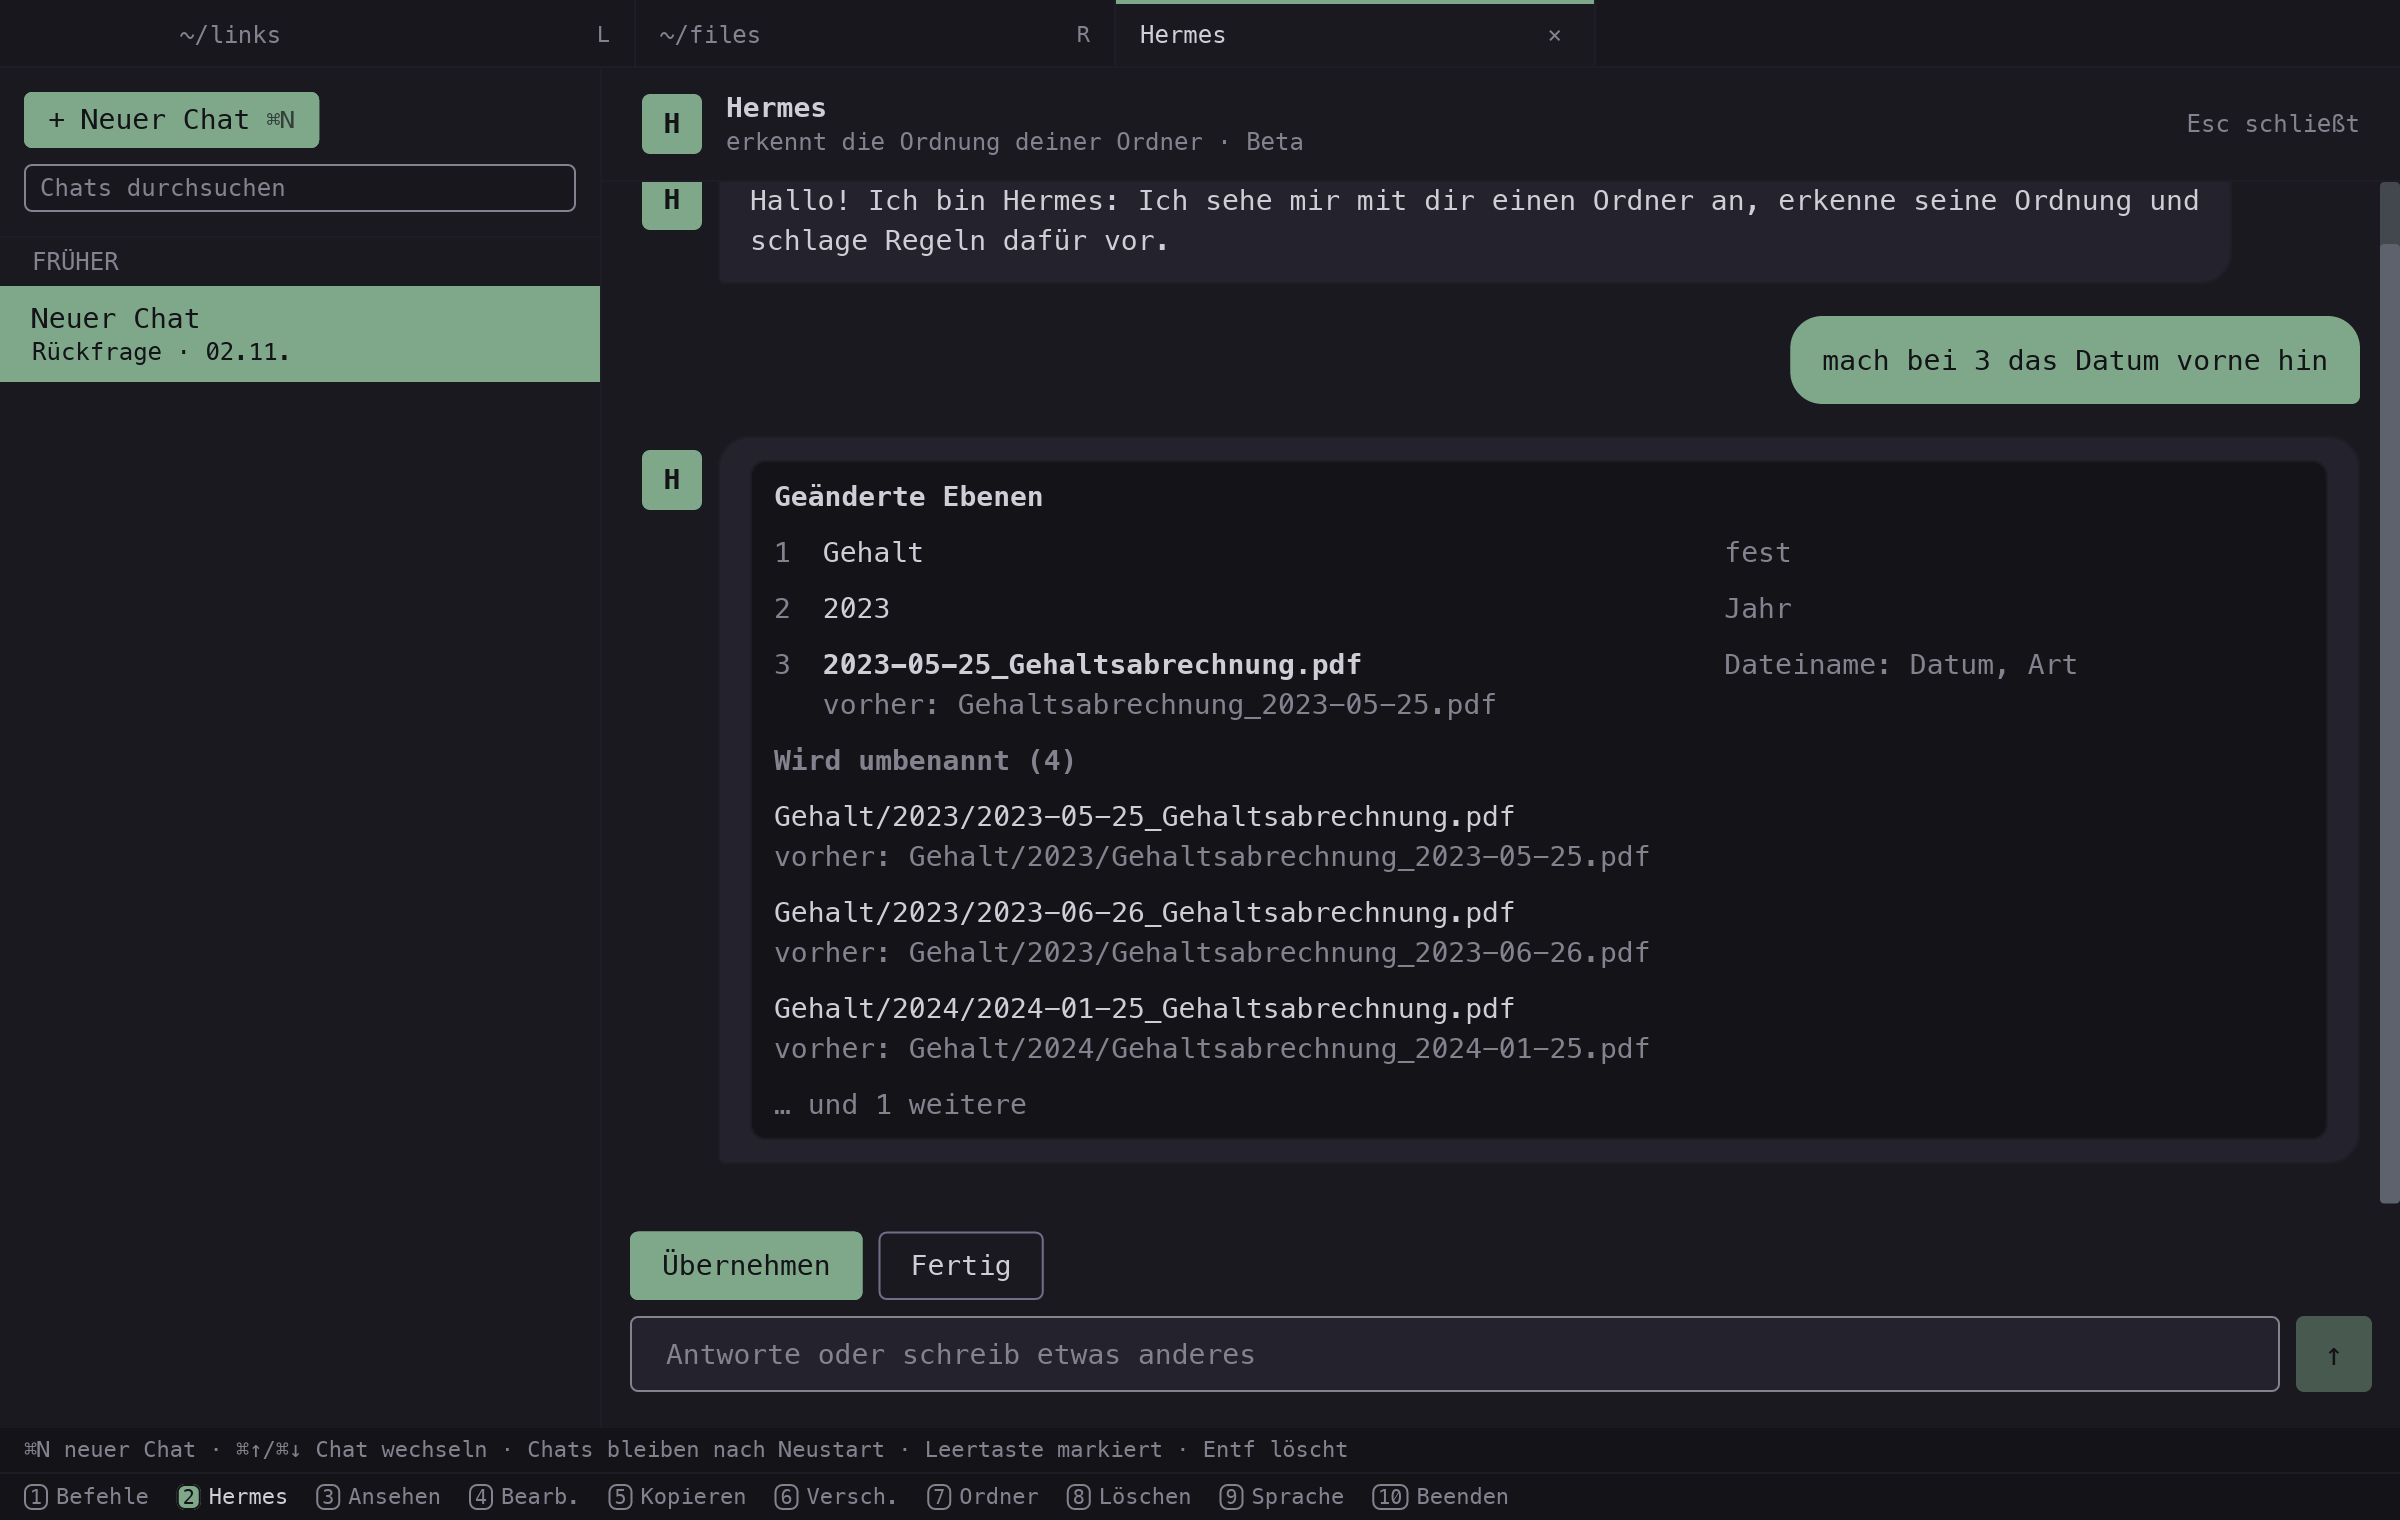 ~/links L ~/files R Hermes ×
+ Neuer Chat ⌘N
Chats durchsuchen
FRÜHER
Neuer Chat
Rückfrage · 02.11.
H Hermes
erkennt die Ordnung deiner Ordner · Beta
Esc schließt
H
Hallo! Ich bin Hermes: Ich sehe mir mit dir einen Ordner an, erkenne seine Ordnung und
schlage Regeln dafür vor.
mach bei 3 das Datum vorne hin
H
Geänderte Ebenen
1 Gehalt fest
2 2023 Jahr
3 2023-05-25_Gehaltsabrechnung.pdf Dateiname: Datum, Art
vorher: Gehaltsabrechnung_2023-05-25.pdf
Wird umbenannt (4)
Gehalt/2023/2023-05-25_Gehaltsabrechnung.pdf
vorher: Gehalt/2023/Gehaltsabrechnung_2023-05-25.pdf
Gehalt/2023/2023-06-26_Gehaltsabrechnung.pdf
vorher: Gehalt/2023/Gehaltsabrechnung_2023-06-26.pdf
Gehalt/2024/2024-01-25_Gehaltsabrechnung.pdf
vorher: Gehalt/2024/Gehaltsabrechnung_2024-01-25.pdf
… und 1 weitere
Übernehmen Fertig
Antworte oder schreib etwas anderes ↑
⌘N neuer Chat · ⌘↑/⌘↓ Chat wechseln · Chats bleiben nach Neustart · Leertaste markiert · Entf löscht
1 Befehle 2 Hermes 3 Ansehen 4 Bearb. 5 Kopieren 6 Versch. 7 Ordner 8 Löschen 9 Sprache 10 Beenden